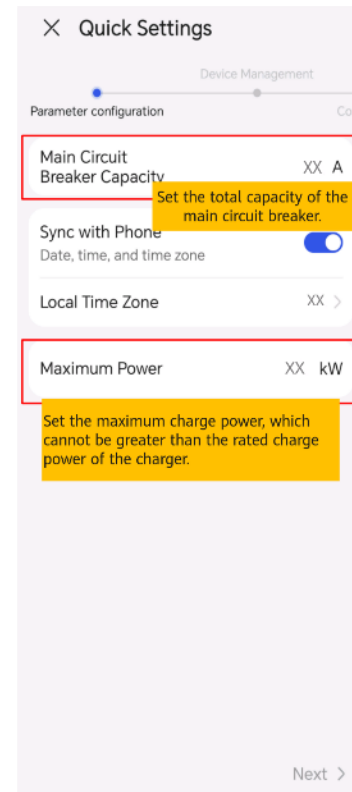 Quick Settings
Device Management
Parameter configuration
Co
Main Circuit
Breaker Capacity
XX A
Set the total capacity of the
main circuit breaker.
Sync with Phone
Date, time, and time zone
Local Time Zone
XX >
Maximum Power
XX kW
Set the maximum charge power, which
cannot be greater than the rated charge
power of the charger.
Next >